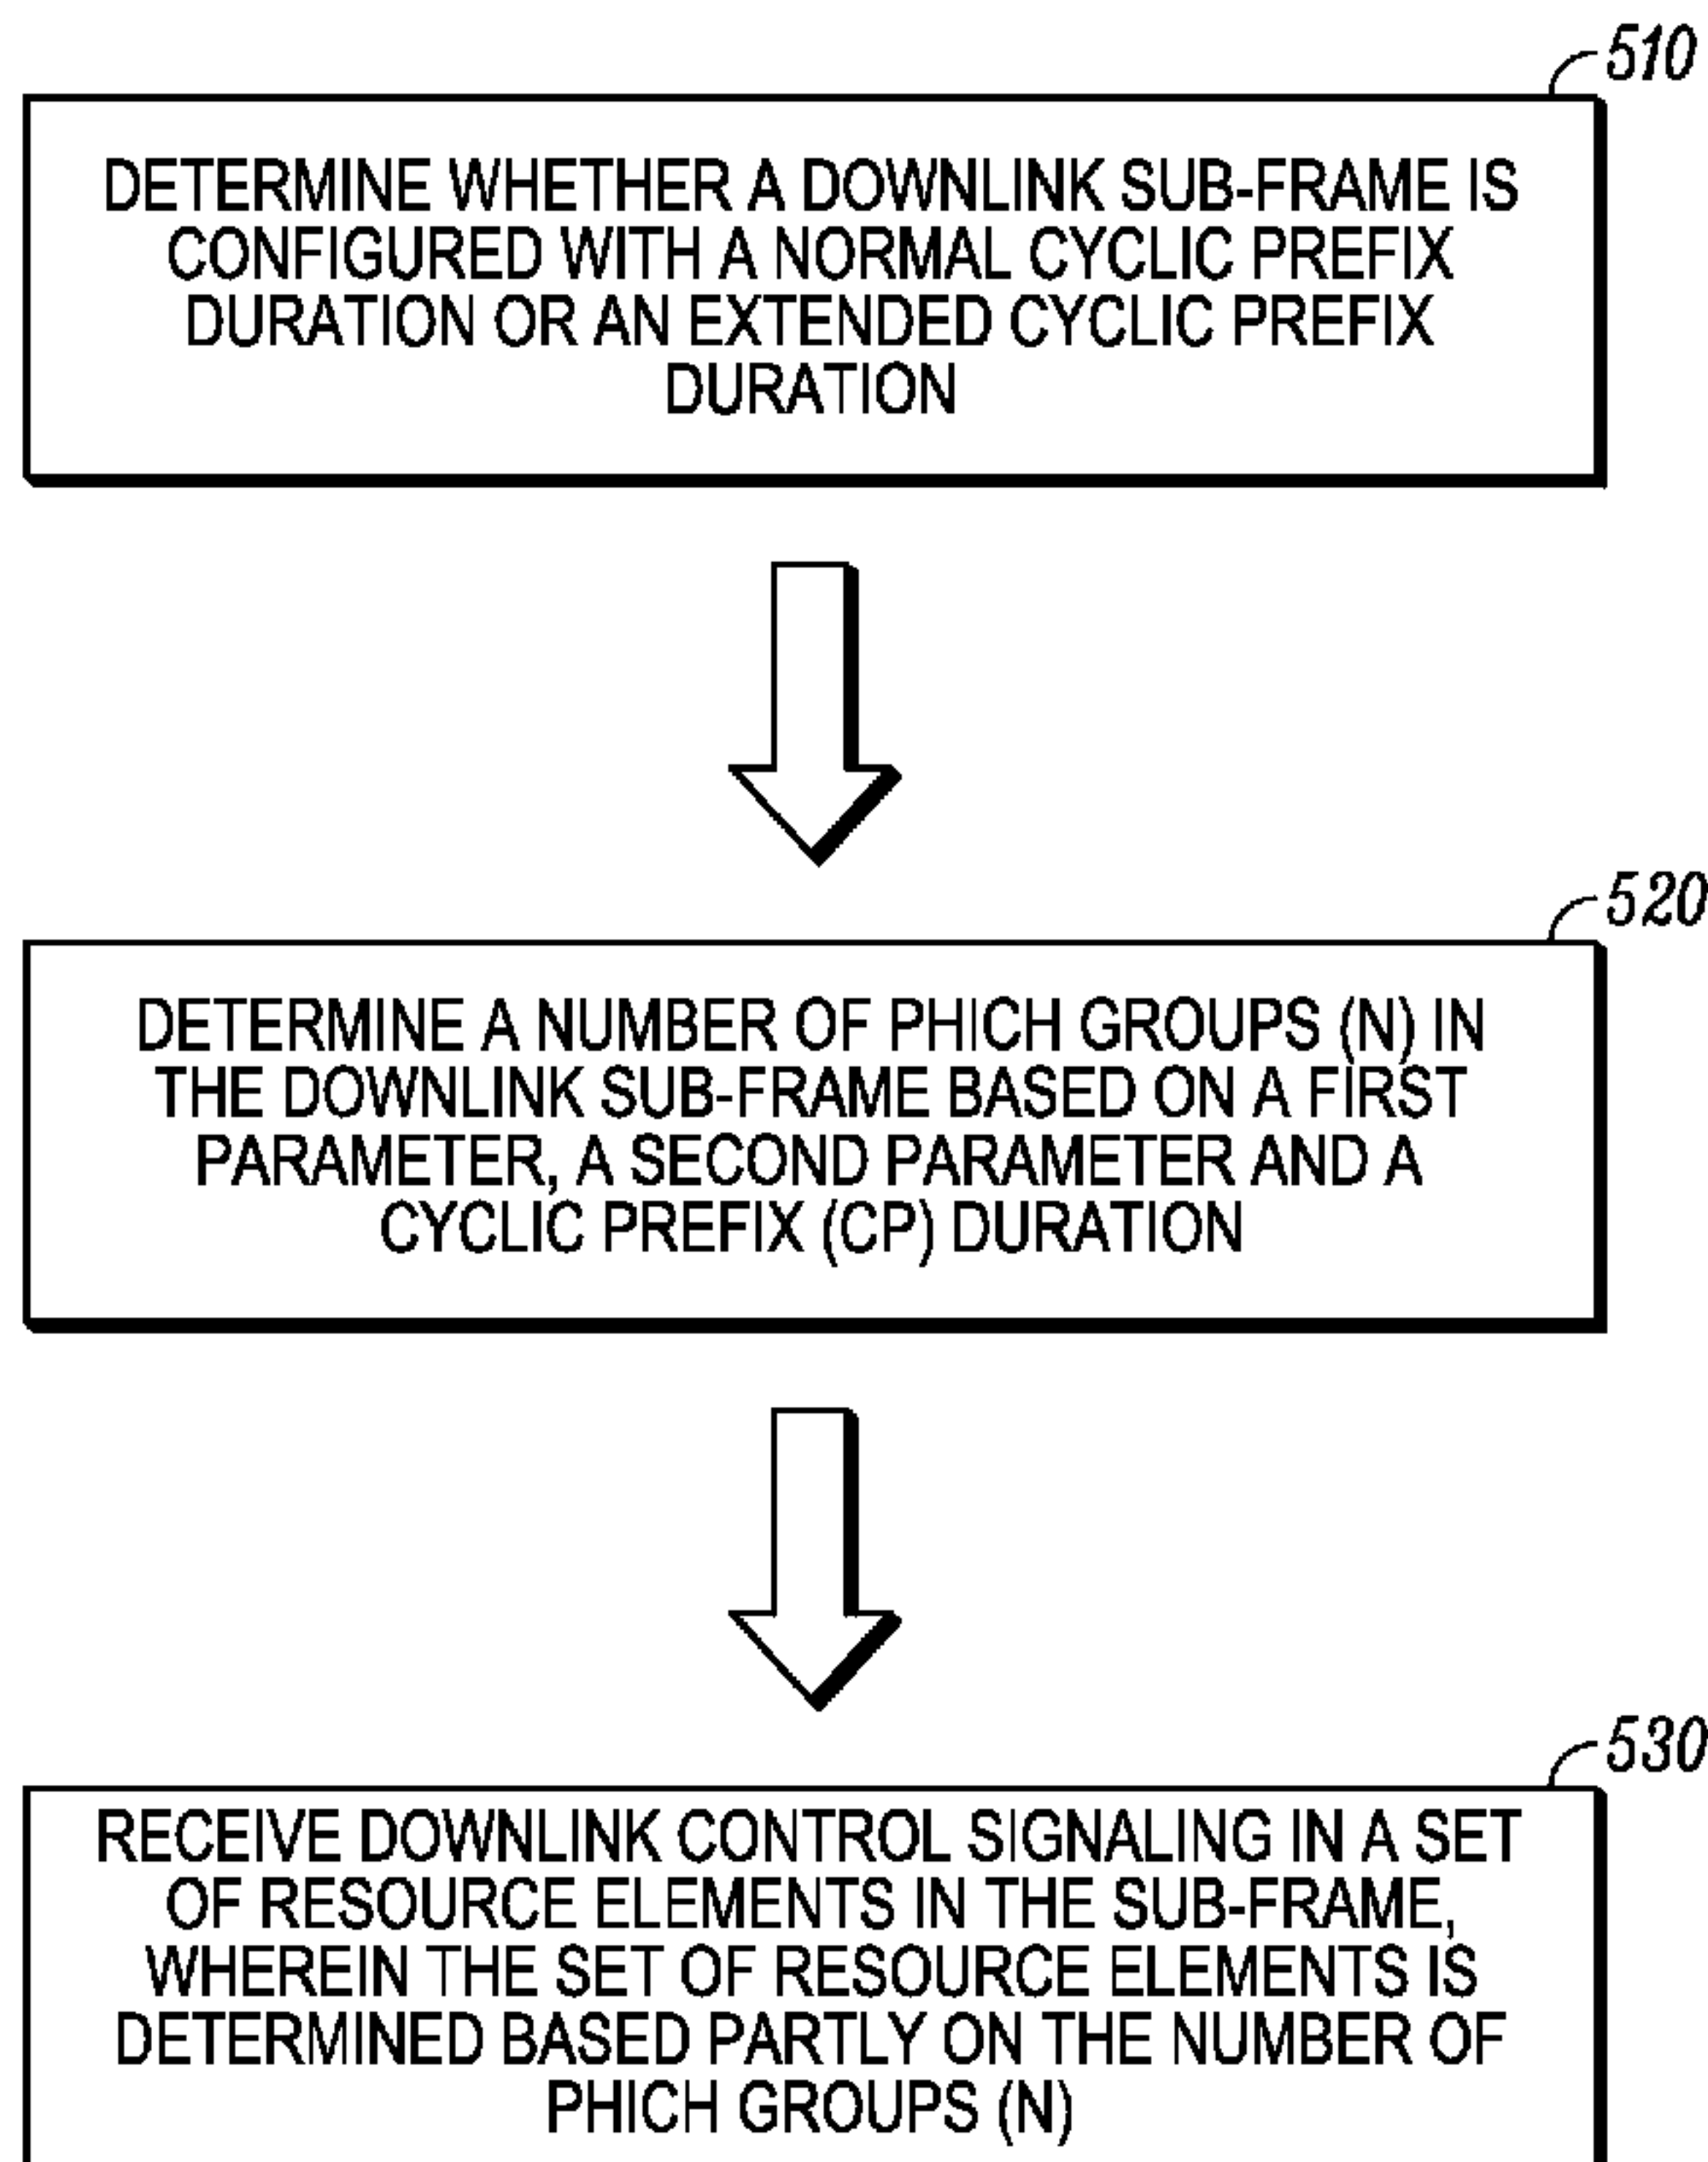 510
DETERMINE WHETHER A DOWNLINK SUB-FRAME IS
CONFIGURED WITH A NORMAL CYCLIC PREFIX
DURATION OR AN EXTENDED CYCLIC PREFIX
DURATION
520
DETERMINE A NUMBER OF PHICH GROUPS (N) IN
THE DOWNLINK SUB-FRAME BASED ON A FIRST
PARAMETER, A SECOND PARAMETER AND A
CYCLIC PREFIX (CP) DURATION
530
RECEIVE DOWNLINK CONTROL SIGNALING IN A SET
OF RESOURCE ELEMENTS IN THE SUB-FRAME,
WHEREIN THE SET OF RESOURCE ELEMENTS IS
DETERMINED BASED PARTLY ON THE NUMBER OF
PHICH GROUPS (N)